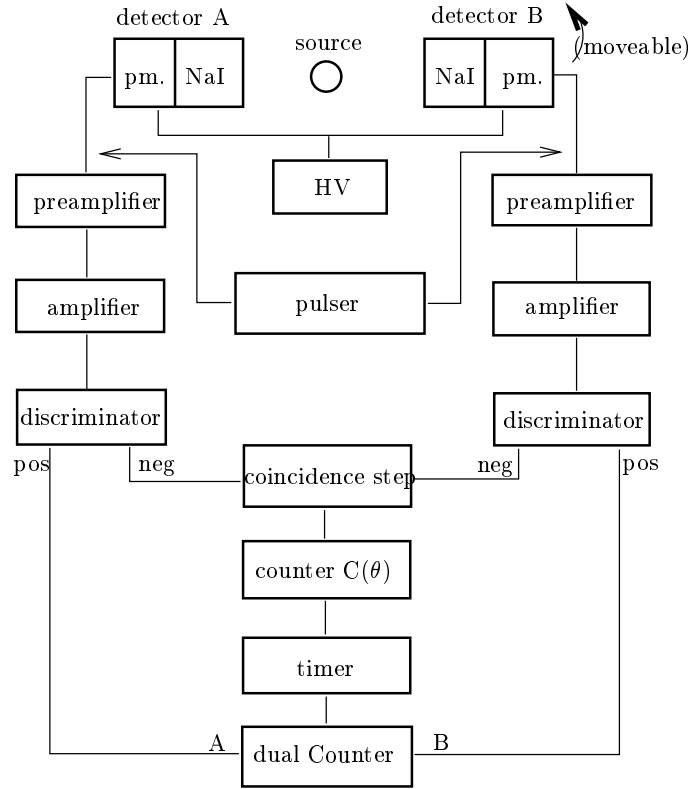 detector A
detector B
source
(moveable)
pm.
NaI
NaI
pm.
HV
preamplifier
preamplifier
pulser
amplifier
amplifier
discriminator
discriminator
pos
neg
coincidence step
neg
pos
counter C(θ)
timer
A
dual Counter
B